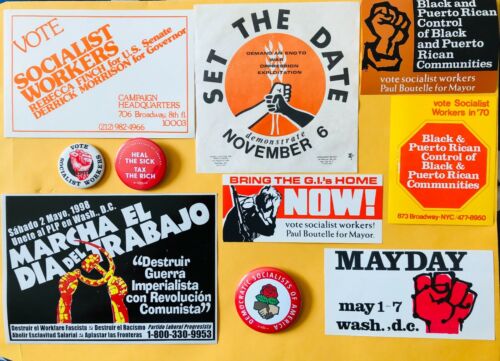 VOTE
SOCIALIST
WORKERS
REBECCA FINCH for U.S. Senate
DERRICK MORRISON for Governor
CAMPAIGN
HEADQUARTERS
706 Broadway, 8th fl.
10003
(212) 982-4966
SET THE DATE
DEMAND AN END TO
WAR
OPPRESSION
EXPLOITATION
demonstrate
NOVEMBER 6
Black and
Puerto Rican
Control of
Black and
Puerto Rican
Communities
vote socialist workers
Paul Boutelle for Mayor
VOTE
SOCIALIST WORKERS
HEAL
THE SICK
TAX
THE RICH
BRING THE G.I.'s HOME
NOW!
vote socialist workers!
Paul Boutelle for Mayor.
vote Socialist
Workers in '70
Black &
Puerto Rican
Control of
Black &
Puerto Rican
Communities
873 Broadway-NYC/477-8950
Sábado 2 Mayo, 1998
Unete al PLP en Wash., D.C.
MARCHA EL
DIA del TRABAJO
"Destruir
Guerra
Imperialista
con Revolución
Comunista"
Destruir el Workfare Fascista Destruir el Racismo
Abolir Esclavitud Salarial Aplastar las Fronteras
Partido Laboral Progresista
1-800-330-9953
DEMOCRATIC SOCIALISTS OF AMERICA
MAYDAY
may 1-7
wash., d.c.